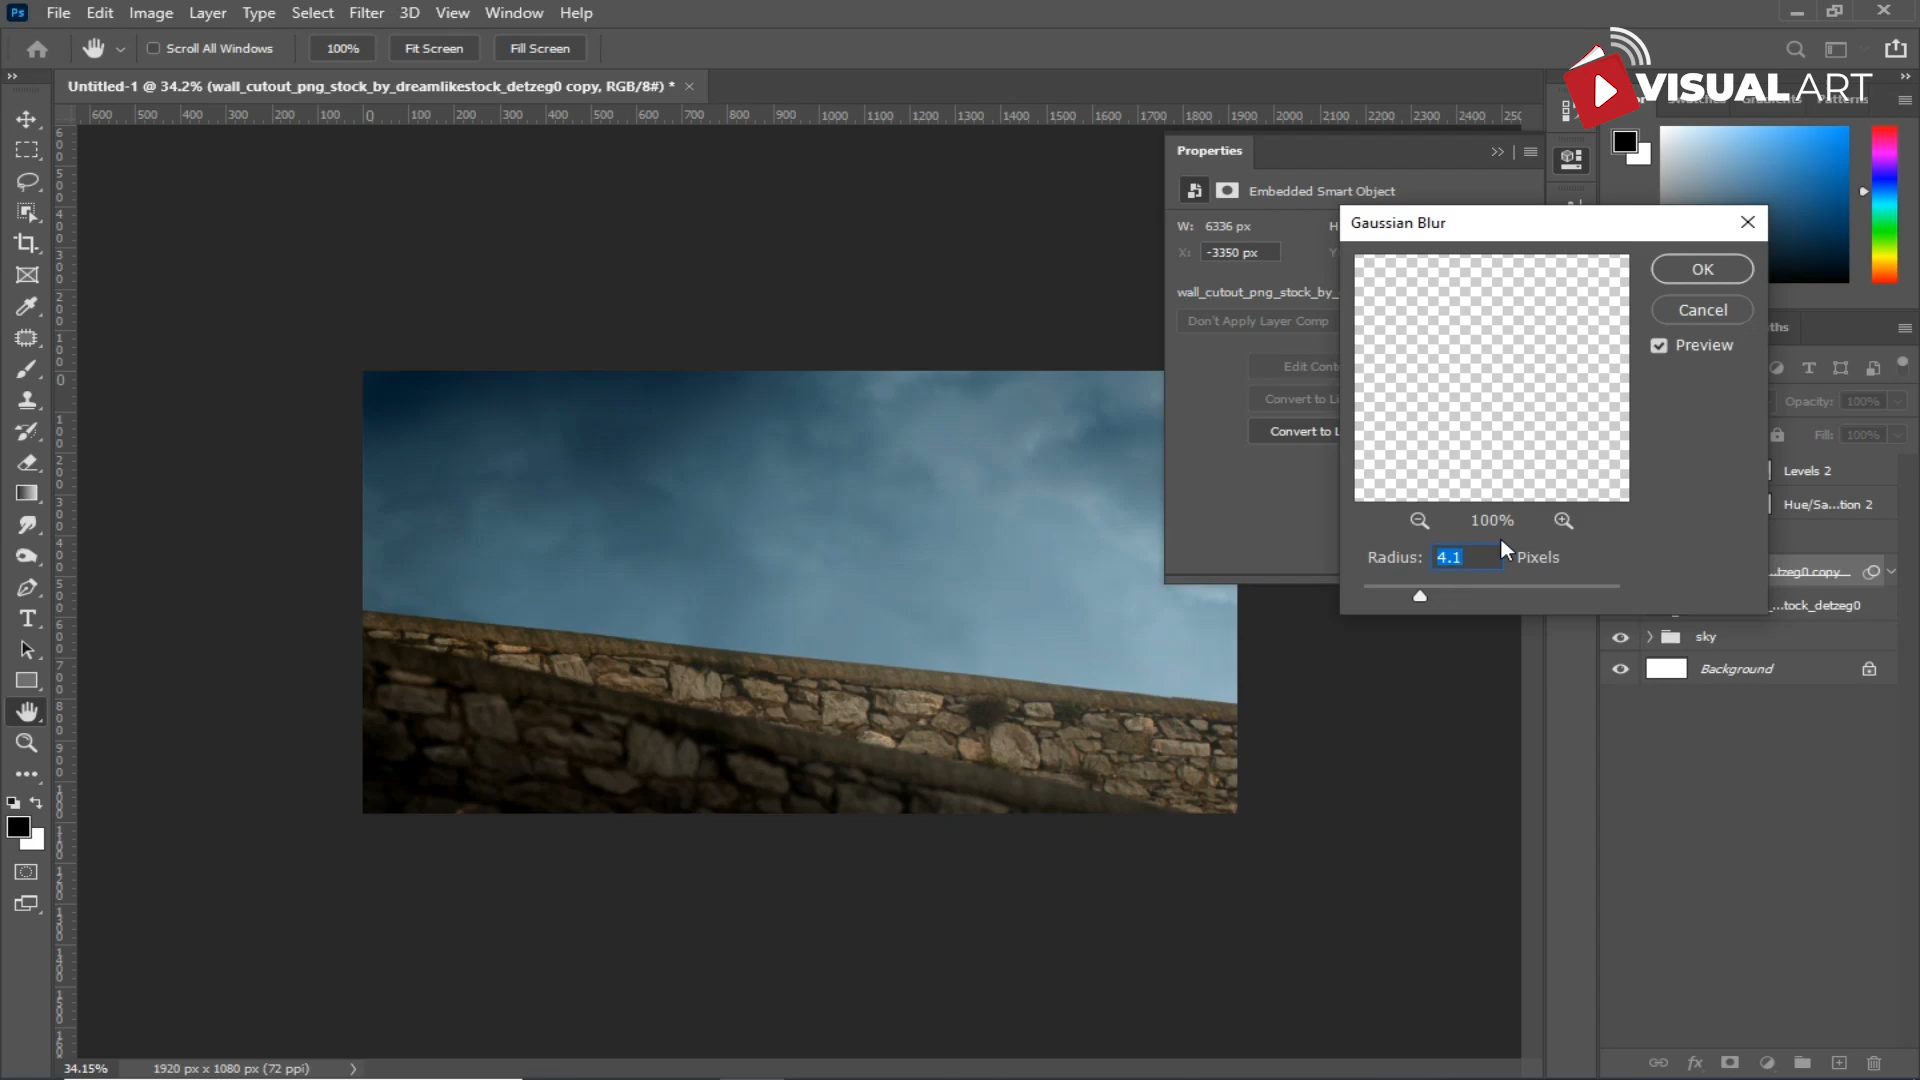 Ps File Edit Image Layer Type Select Filter 3D View Window Help
Scroll All Windows 100% Fit Screen Fill Screen
VISUAL ART
Untitled-1 @ 34.2% (wall_cutout_png_stock_by_dreamlikestock_detzeg0 copy, RGB/8#) *
600 500 400 300 200 100 0 100 200 300 400 500 600 700 800 900 1000 1100 1200 1300 1400 1500 1600 1700 1800 1900 2000 2100 2200 2300 2400
Properties
Embedded Smart Object
W: 6336 px H
X: -3350 px Y
wall_cutout_png_stock_by_
Don't Apply Layer Comp
Edit Cont
Convert to Li
Convert to L
Gaussian Blur
OK
Cancel
Preview
100%
Radius: 4.1 Pixels
ths
Opacity: 100%
Fill: 100%
Levels 2
Hue/Sa...tion 2
...tzeg0 copy
...tock_detzeg0
sky
Background
34.15% 1920 px x 1080 px (72 ppi)